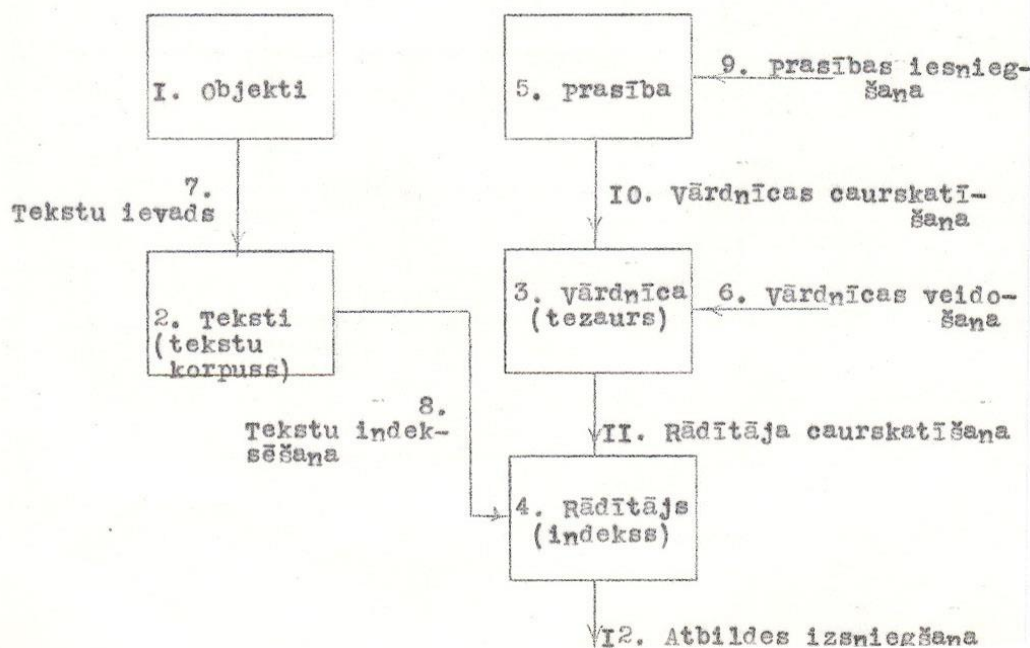 I. Objekti
5. prasība
9. prasības iesnieg-
šana
7.
Tekstu ievads
I0. Vārdnīcas caurskatī-
šana
2. Teksti
(tekstu
korpuss)
3. Vārdnīca
(tezaurs)
6. Vārdnīcas veido-
šana
8.
Tekstu indek-
sēšana
II. Rādītāja caurskatīšana
4. Rādītājs
(indekss)
I2. Atbildes izsniegšana